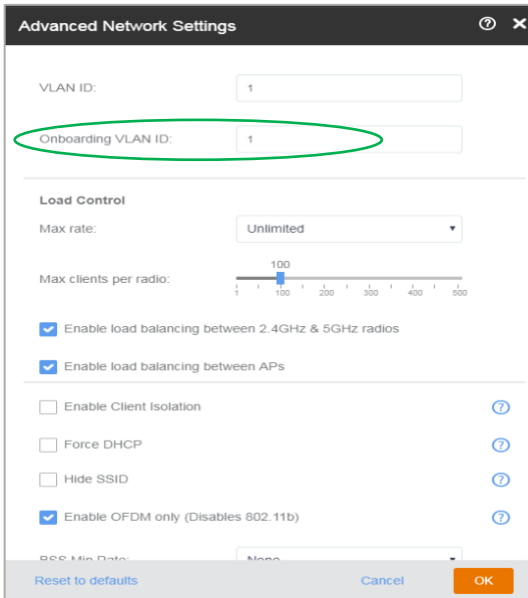 Advanced Network Settings
VLAN ID: 1
Onboarding VLAN ID: 1
Load Control
Max rate: Unlimited
100
Max clients per radio:
1 100 200 300 400 500
Enable load balancing between 2.4GHz & 5GHz radios
Enable load balancing between APs
Enable Client Isolation ?
Force DHCP ?
Hide SSID ?
Enable OFDM only (Disables 802.11b) ?
BSS Min Rate: None
Reset to defaults Cancel OK